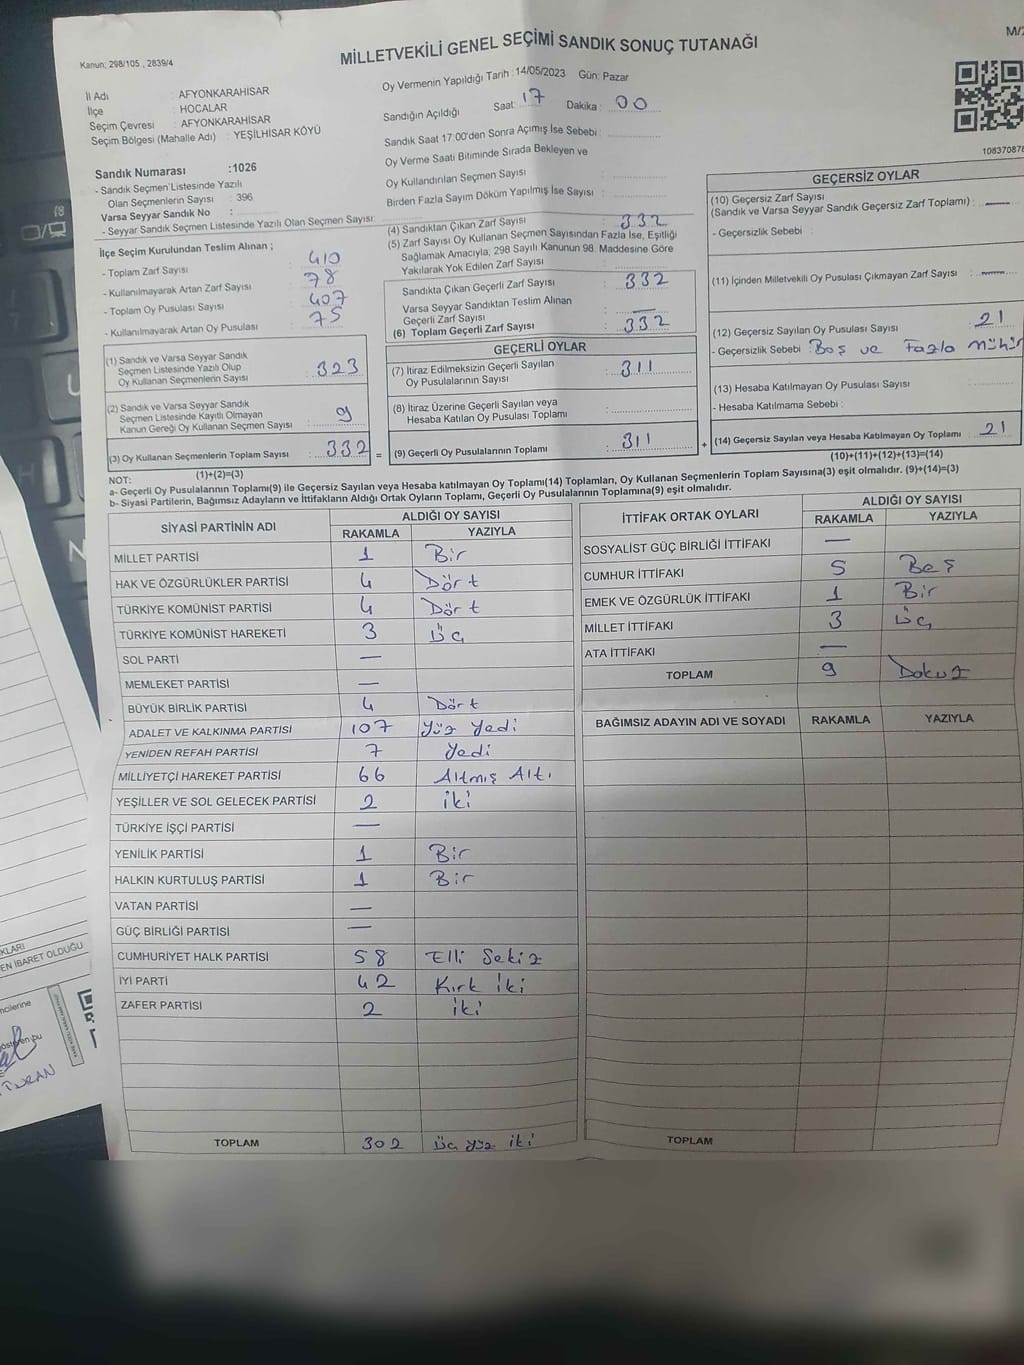 Kanun; 298/105 , 2839/4
MİLLETVEKİLİ GENEL SEÇİMİ SANDIK SONUÇ TUTANAĞI
M/2
İl Adı : AFYONKARAHİSAR
İlçe : HOCALAR
Seçim Çevresi : AFYONKARAHİSAR
Seçim Bölgesi (Mahalle Adı) : YEŞİLHİSAR KÖYÜ
Oy Vermenin Yapıldığı Tarih : 14/05/2023 Gün: Pazar
Sandığın Açıldığı Saat: 17 Dakika : 00
Sandık Saat 17:00'den Sonra Açımış İse Sebebi :
Oy Verme Saati Bitiminde Sırada Bekleyen ve
Oy Kullandırılan Seçmen Sayısı :
Birden Fazla Sayım Döküm Yapılmış İse Sayısı :
Sandık Numarası :1026
- Sandık Seçmen Listesinde Yazılı
Olan Seçmenlerin Sayısı : 396
Varsa Seyyar Sandık No :
- Seyyar Sandık Seçmen Listesinde Yazılı Olan Seçmen Sayısı:
İlçe Seçim Kurulundan Teslim Alınan ;
- Toplam Zarf Sayısı : 410
- Kullanılmayarak Artan Zarf Sayısı : 78
- Toplam Oy Pusulası Sayısı : 407
- Kullanılmayarak Artan Oy Pusulası : 75
(1) Sandık ve Varsa Seyyar Sandık
Seçmen Listesinde Yazılı Olup
Oy Kullanan Seçmenlerin Sayısı : 323
(2) Sandık ve Varsa Seyyar Sandık
Seçmen Listesinde Kayıtlı Olmayan
Kanun Gereği Oy Kullanan Seçmen Sayısı : 9
(3) Oy Kullanan Seçmenlerin Toplam Sayısı : 332 =
(1)+(2)=(3)
(4) Sandıktan Çıkan Zarf Sayısı : 332
(5) Zarf Sayısı Oy Kullanan Seçmen Sayısından Fazla İse, Eşitliği
Sağlamak Amacıyla, 298 Sayılı Kanunun 98. Maddesine Göre
Yakılarak Yok Edilen Zarf Sayısı :
Sandıkta Çıkan Geçerli Zarf Sayısı : 332
Varsa Seyyar Sandıktan Teslim Alınan
Geçerli Zarf Sayısı : —
(6) Toplam Geçerli Zarf Sayısı : 332
GEÇERLİ OYLAR
(7) İtiraz Edilmeksizin Geçerli Sayılan
Oy Pusulalarının Sayısı : 311
(8) İtiraz Üzerine Geçerli Sayılan veya
Hesaba Katılan Oy Pusulası Toplamı :
(9) Geçerli Oy Pusulalarının Toplamı : 311 +
GEÇERSİZ OYLAR
(10) Geçersiz Zarf Sayısı
(Sandık ve Varsa Seyyar Sandık Geçersiz Zarf Toplamı) : —
- Geçersizlik Sebebi :
(11) İçinden Milletvekili Oy Pusulası Çıkmayan Zarf Sayısı : —
(12) Geçersiz Sayılan Oy Pusulası Sayısı : 21
- Geçersizlik Sebebi : Boş ve Fazla mühür
(13) Hesaba Katılmayan Oy Pusulası Sayısı :
- Hesaba Katılmama Sebebi :
(14) Geçersiz Sayılan veya Hesaba Katılmayan Oy Toplamı : 21
(10)+(11)+(12)+(13)=(14)
NOT:
a- Geçerli Oy Pusulalarının Toplamı(9) ile Geçersiz Sayılan veya Hesaba katılmayan Oy Toplamı(14) Toplamları, Oy Kullanan Seçmenlerin Toplam Sayısına(3) eşit olmalıdır. (9)+(14)=(3)
b- Siyasi Partilerin, Bağımsız Adayların ve İttifakların Aldığı Ortak Oyların Toplamı, Geçerli Oy Pusulalarının Toplamına(9) eşit olmalıdır.
SİYASİ PARTİNİN ADI ALDIĞI OY SAYISI
RAKAMLA YAZIYLA
MİLLET PARTİSİ 1 Bir
HAK VE ÖZGÜRLÜKLER PARTİSİ 4 Dört
TÜRKİYE KOMÜNİST PARTİSİ 4 Dört
TÜRKİYE KOMÜNİST HAREKETİ 3 Üç
SOL PARTİ —
MEMLEKET PARTİSİ —
BÜYÜK BİRLİK PARTİSİ 4 Dört
ADALET VE KALKINMA PARTİSİ 107 Yüz Yedi
YENİDEN REFAH PARTİSİ 7 Yedi
MİLLİYETÇİ HAREKET PARTİSİ 66 Altmış Altı
YEŞİLLER VE SOL GELECEK PARTİSİ 2 iki
TÜRKİYE İŞÇİ PARTİSİ —
YENİLİK PARTİSİ 1 Bir
HALKIN KURTULUŞ PARTİSİ 1 Bir
VATAN PARTİSİ —
GÜÇ BİRLİĞİ PARTİSİ —
CUMHURİYET HALK PARTİSİ 58 Elli Sekiz
İYİ PARTİ 42 Kırk iki
ZAFER PARTİSİ 2 iki
TOPLAM 302 Üç Yüz iki
İTTİFAK ORTAK OYLARI ALDIĞI OY SAYISI
RAKAMLA YAZIYLA
SOSYALİST GÜÇ BİRLİĞİ İTTİFAKI —
CUMHUR İTTİFAKI 5 Beş
EMEK VE ÖZGÜRLÜK İTTİFAKI 1 Bir
MİLLET İTTİFAKI 3 Üç
ATA İTTİFAKI —
TOPLAM 9 Dokuz
BAĞIMSIZ ADAYIN ADI VE SOYADI RAKAMLA YAZIYLA
TOPLAM
KLARI
EN İBARET OLDUĞU
TURAN